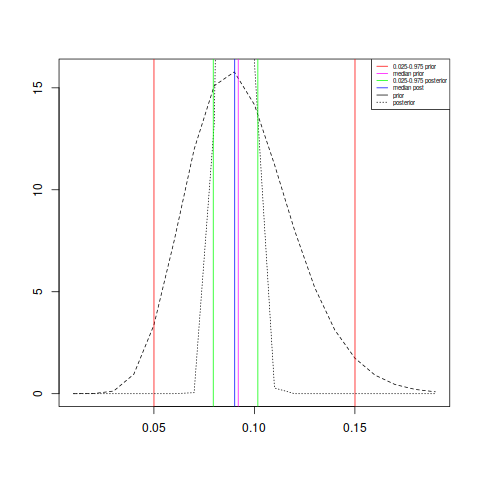 0.025-0.975 prior
median prior
0.025-0.975 posterior
median post
prior
posterior
15
10
5
0
0.05 0.10 0.15